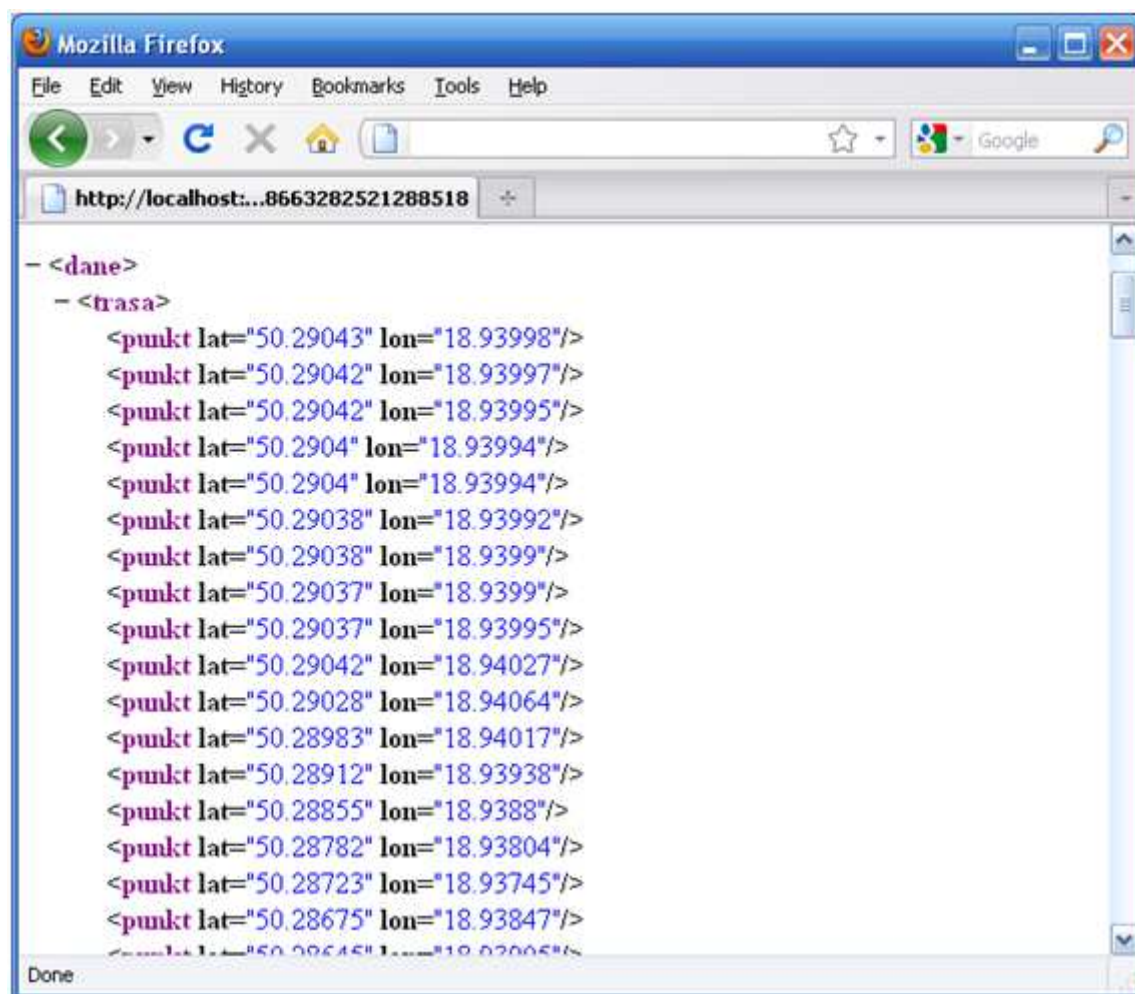 Mozilla Firefox
File Edit View History Bookmarks Tools Help
Google
http://localhost:...8663282521288518
- <dane>
- <trasa>
<punkt lat="50.29043" lon="18.93998"/>
<punkt lat="50.29042" lon="18.93997"/>
<punkt lat="50.29042" lon="18.93995"/>
<punkt lat="50.2904" lon="18.93994"/>
<punkt lat="50.2904" lon="18.93994"/>
<punkt lat="50.29038" lon="18.93992"/>
<punkt lat="50.29038" lon="18.9399"/>
<punkt lat="50.29037" lon="18.9399"/>
<punkt lat="50.29037" lon="18.93995"/>
<punkt lat="50.29042" lon="18.94027"/>
<punkt lat="50.29028" lon="18.94064"/>
<punkt lat="50.28983" lon="18.94017"/>
<punkt lat="50.28912" lon="18.93938"/>
<punkt lat="50.28855" lon="18.9388"/>
<punkt lat="50.28782" lon="18.93804"/>
<punkt lat="50.28723" lon="18.93745"/>
<punkt lat="50.28675" lon="18.93847"/>
Done